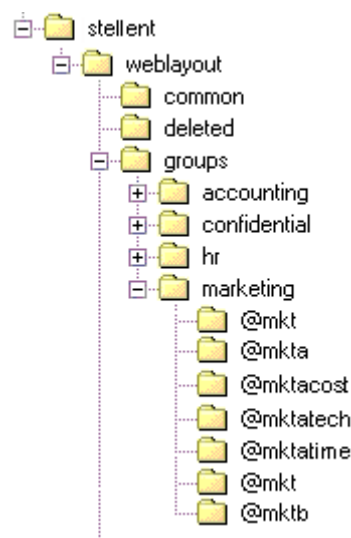 stellent
weblayout
common
deleted
groups
accounting
confidential
hr
marketing
@mkt
@mkta
@mktacost
@mktatech
@mktatime
@mkt
@mktb